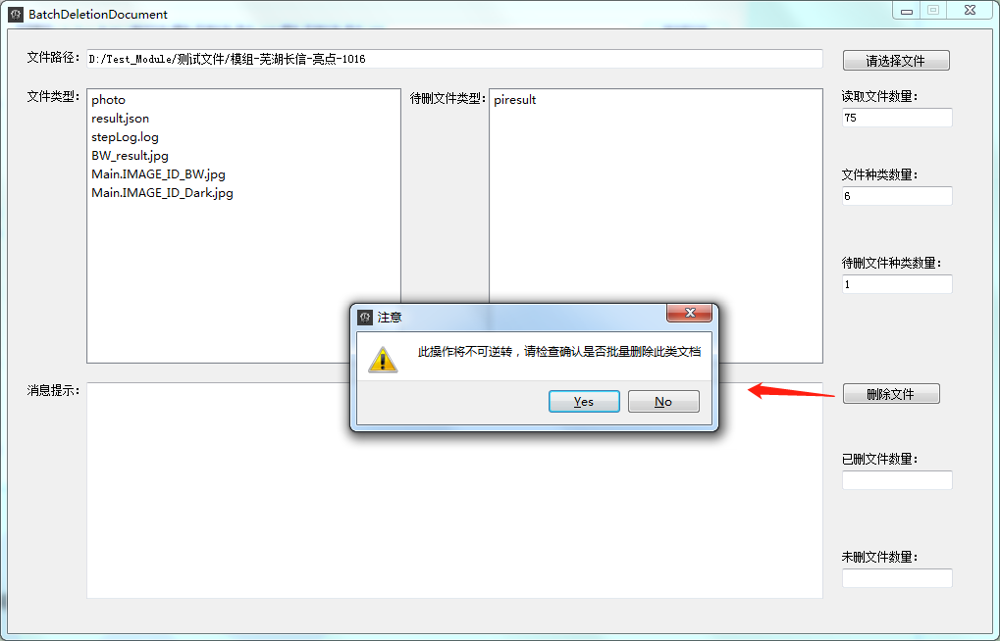 BatchDeletionDocument
文件路径：
D:/Test_Module/测试文件/模组-芜湖长信-亮点-1016
请选择文件
文件类型：
photo
result.json
stepLog.log
BW_result.jpg
Main.IMAGE_ID_BW.jpg
Main.IMAGE_ID_Dark.jpg
待删文件类型：
piresult
读取文件数量：
75
文件种类数量：
6
待删文件种类数量：
1
注意
此操作将不可逆转，请检查确认是否批量删除此类文档
Yes
No
消息提示：
删除文件
已删文件数量：
未删文件数量：